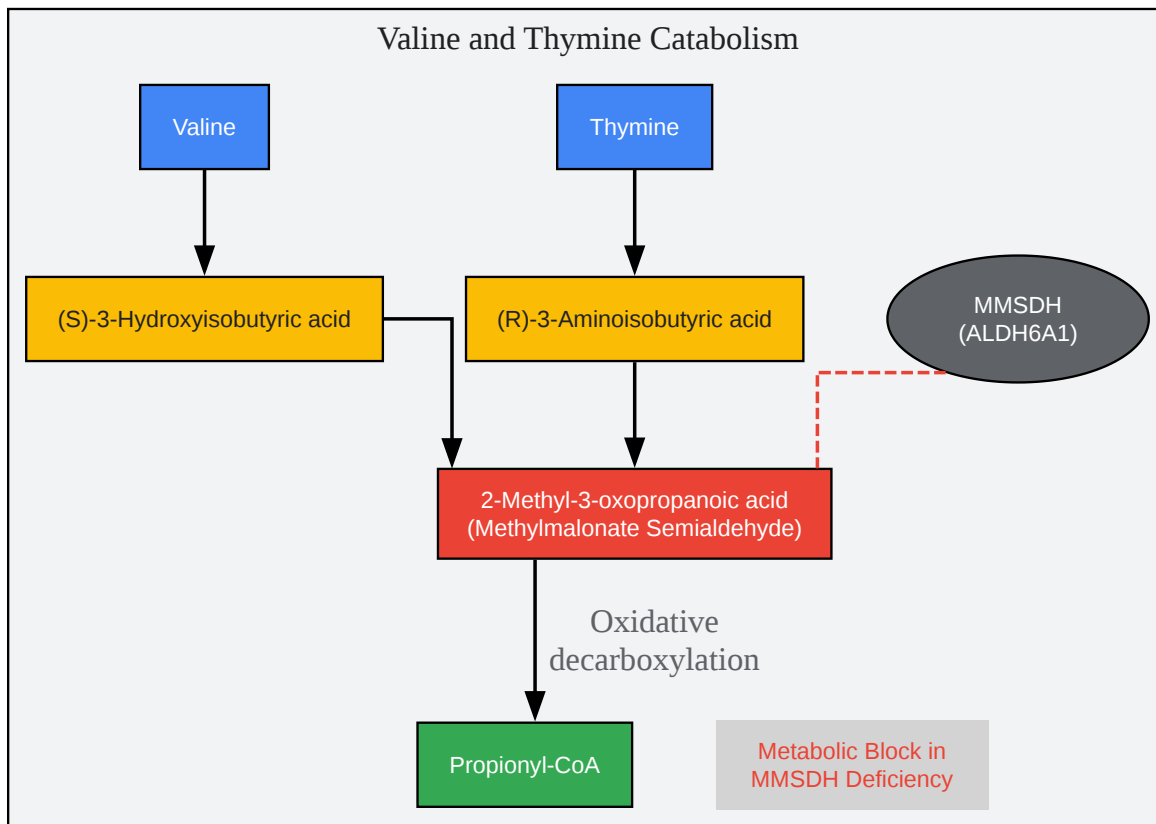 Valine and Thymine Catabolism
Valine
Thymine
(S)-3-Hydroxyisobutyric acid
(R)-3-Aminoisobutyric acid
MMSDH
(ALDH6A1)
2-Methyl-3-oxopropanoic acid
(Methylmalonate Semialdehyde)
Oxidative
decarboxylation
Propionyl-CoA
Metabolic Block in
MMSDH Deficiency